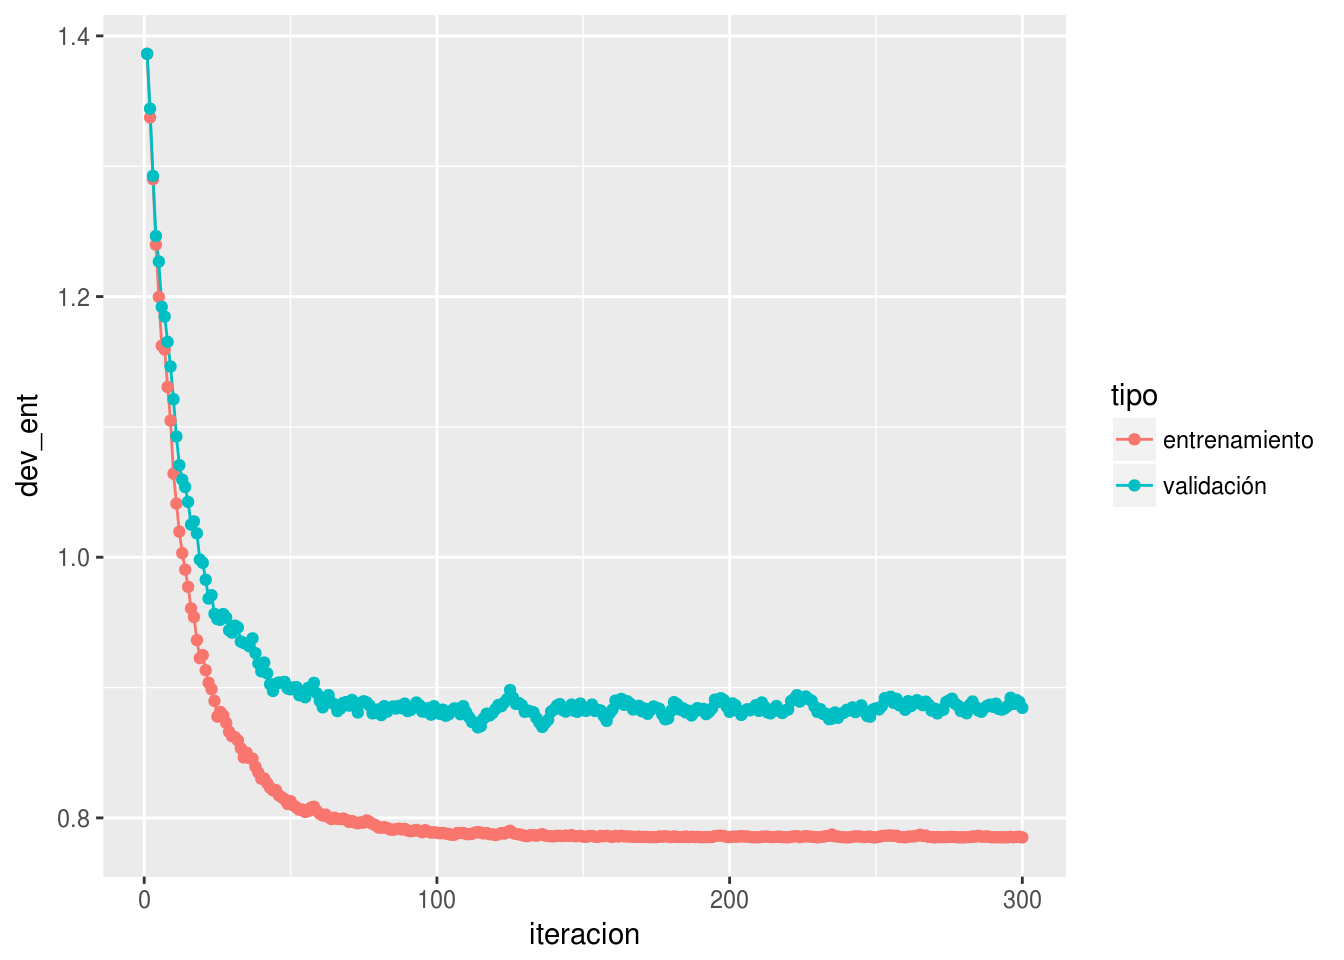 1.4
1.2
1.0
0.8
dev_ent
0
100
200
300
iteracion
tipo
entrenamiento
validación